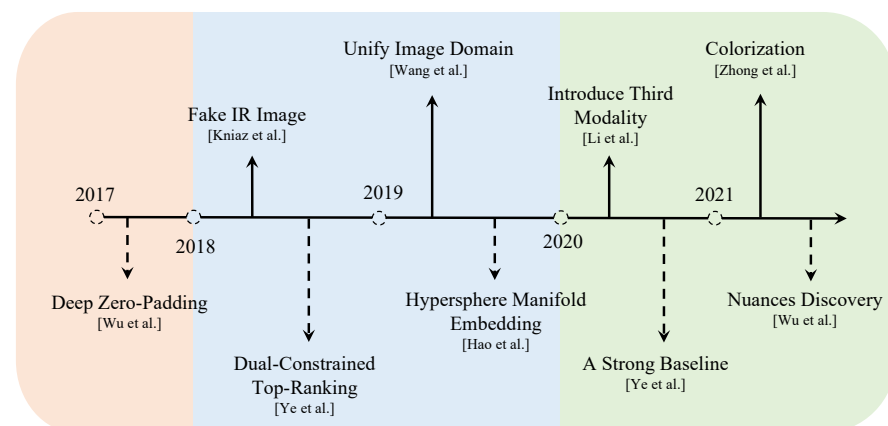 Unify Image Domain
[Wang et al.]
Colorization
[Zhong et al.]
Introduce Third
Modality
[Li et al.]
Fake IR Image
[Kniaz et al.]
2017
2018
2019
2020
2021
Deep Zero-Padding
[Wu et al.]
Dual-Constrained
Top-Ranking
[Ye et al.]
Hypersphere Manifold
Embedding
[Hao et al.]
A Strong Baseline
[Ye et al.]
Nuances Discovery
[Wu et al.]